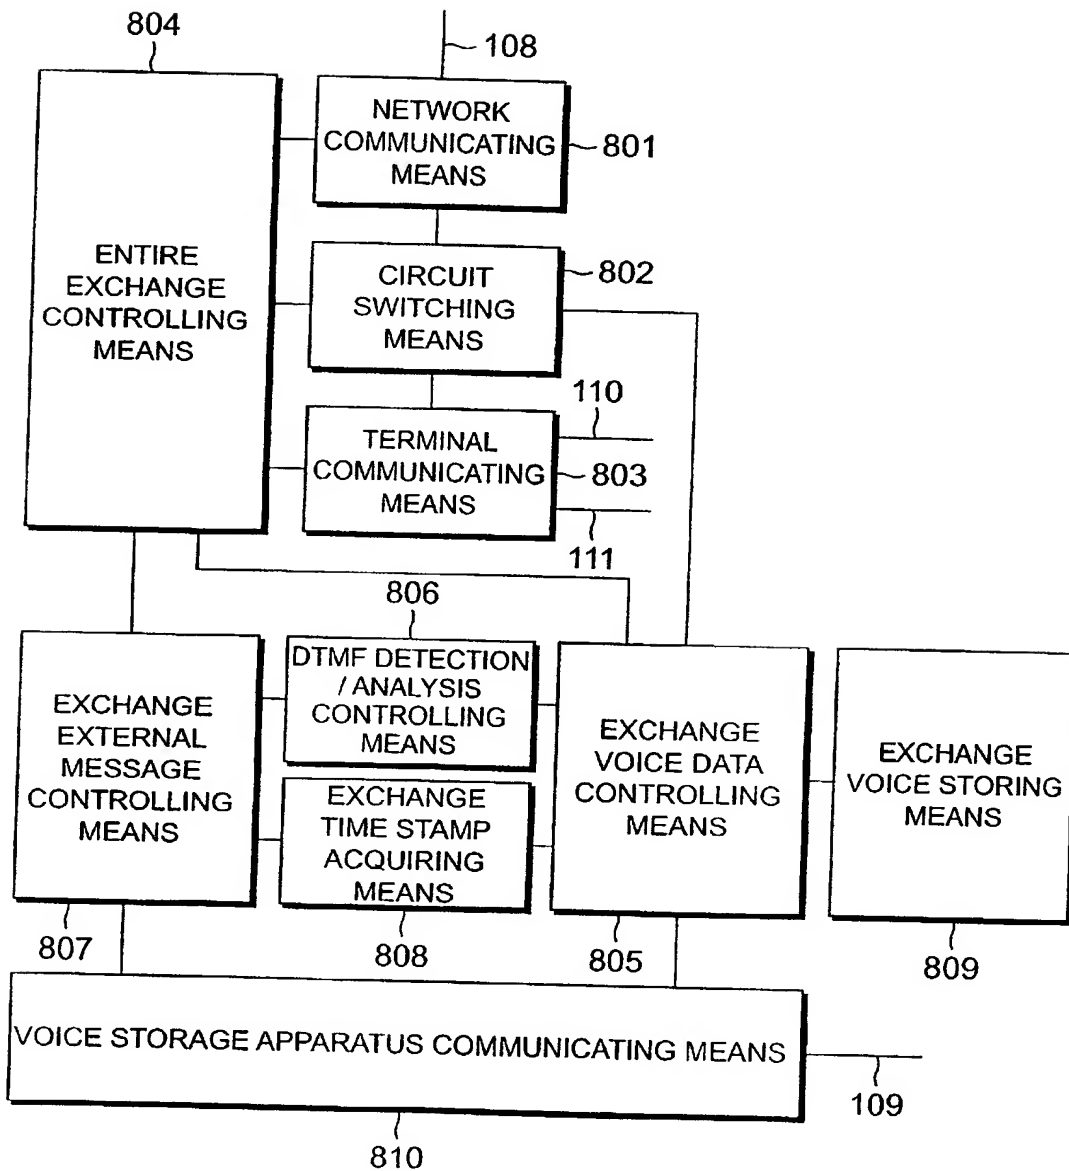 804
108
NETWORK
COMMUNICATING
MEANS
801
ENTIRE
EXCHANGE
CONTROLLING
MEANS
CIRCUIT
SWITCHING
MEANS
802
110
TERMINAL
COMMUNICATING
MEANS
803
111
806
EXCHANGE
EXTERNAL
MESSAGE
CONTROLLING
MEANS
DTMF DETECTION
/ ANALYSIS
CONTROLLING
MEANS
EXCHANGE
TIME STAMP
ACQUIRING
MEANS
EXCHANGE
VOICE DATA
CONTROLLING
MEANS
EXCHANGE
VOICE STORING
MEANS
807
808
805
809
VOICE STORAGE APPARATUS COMMUNICATING MEANS
109
810